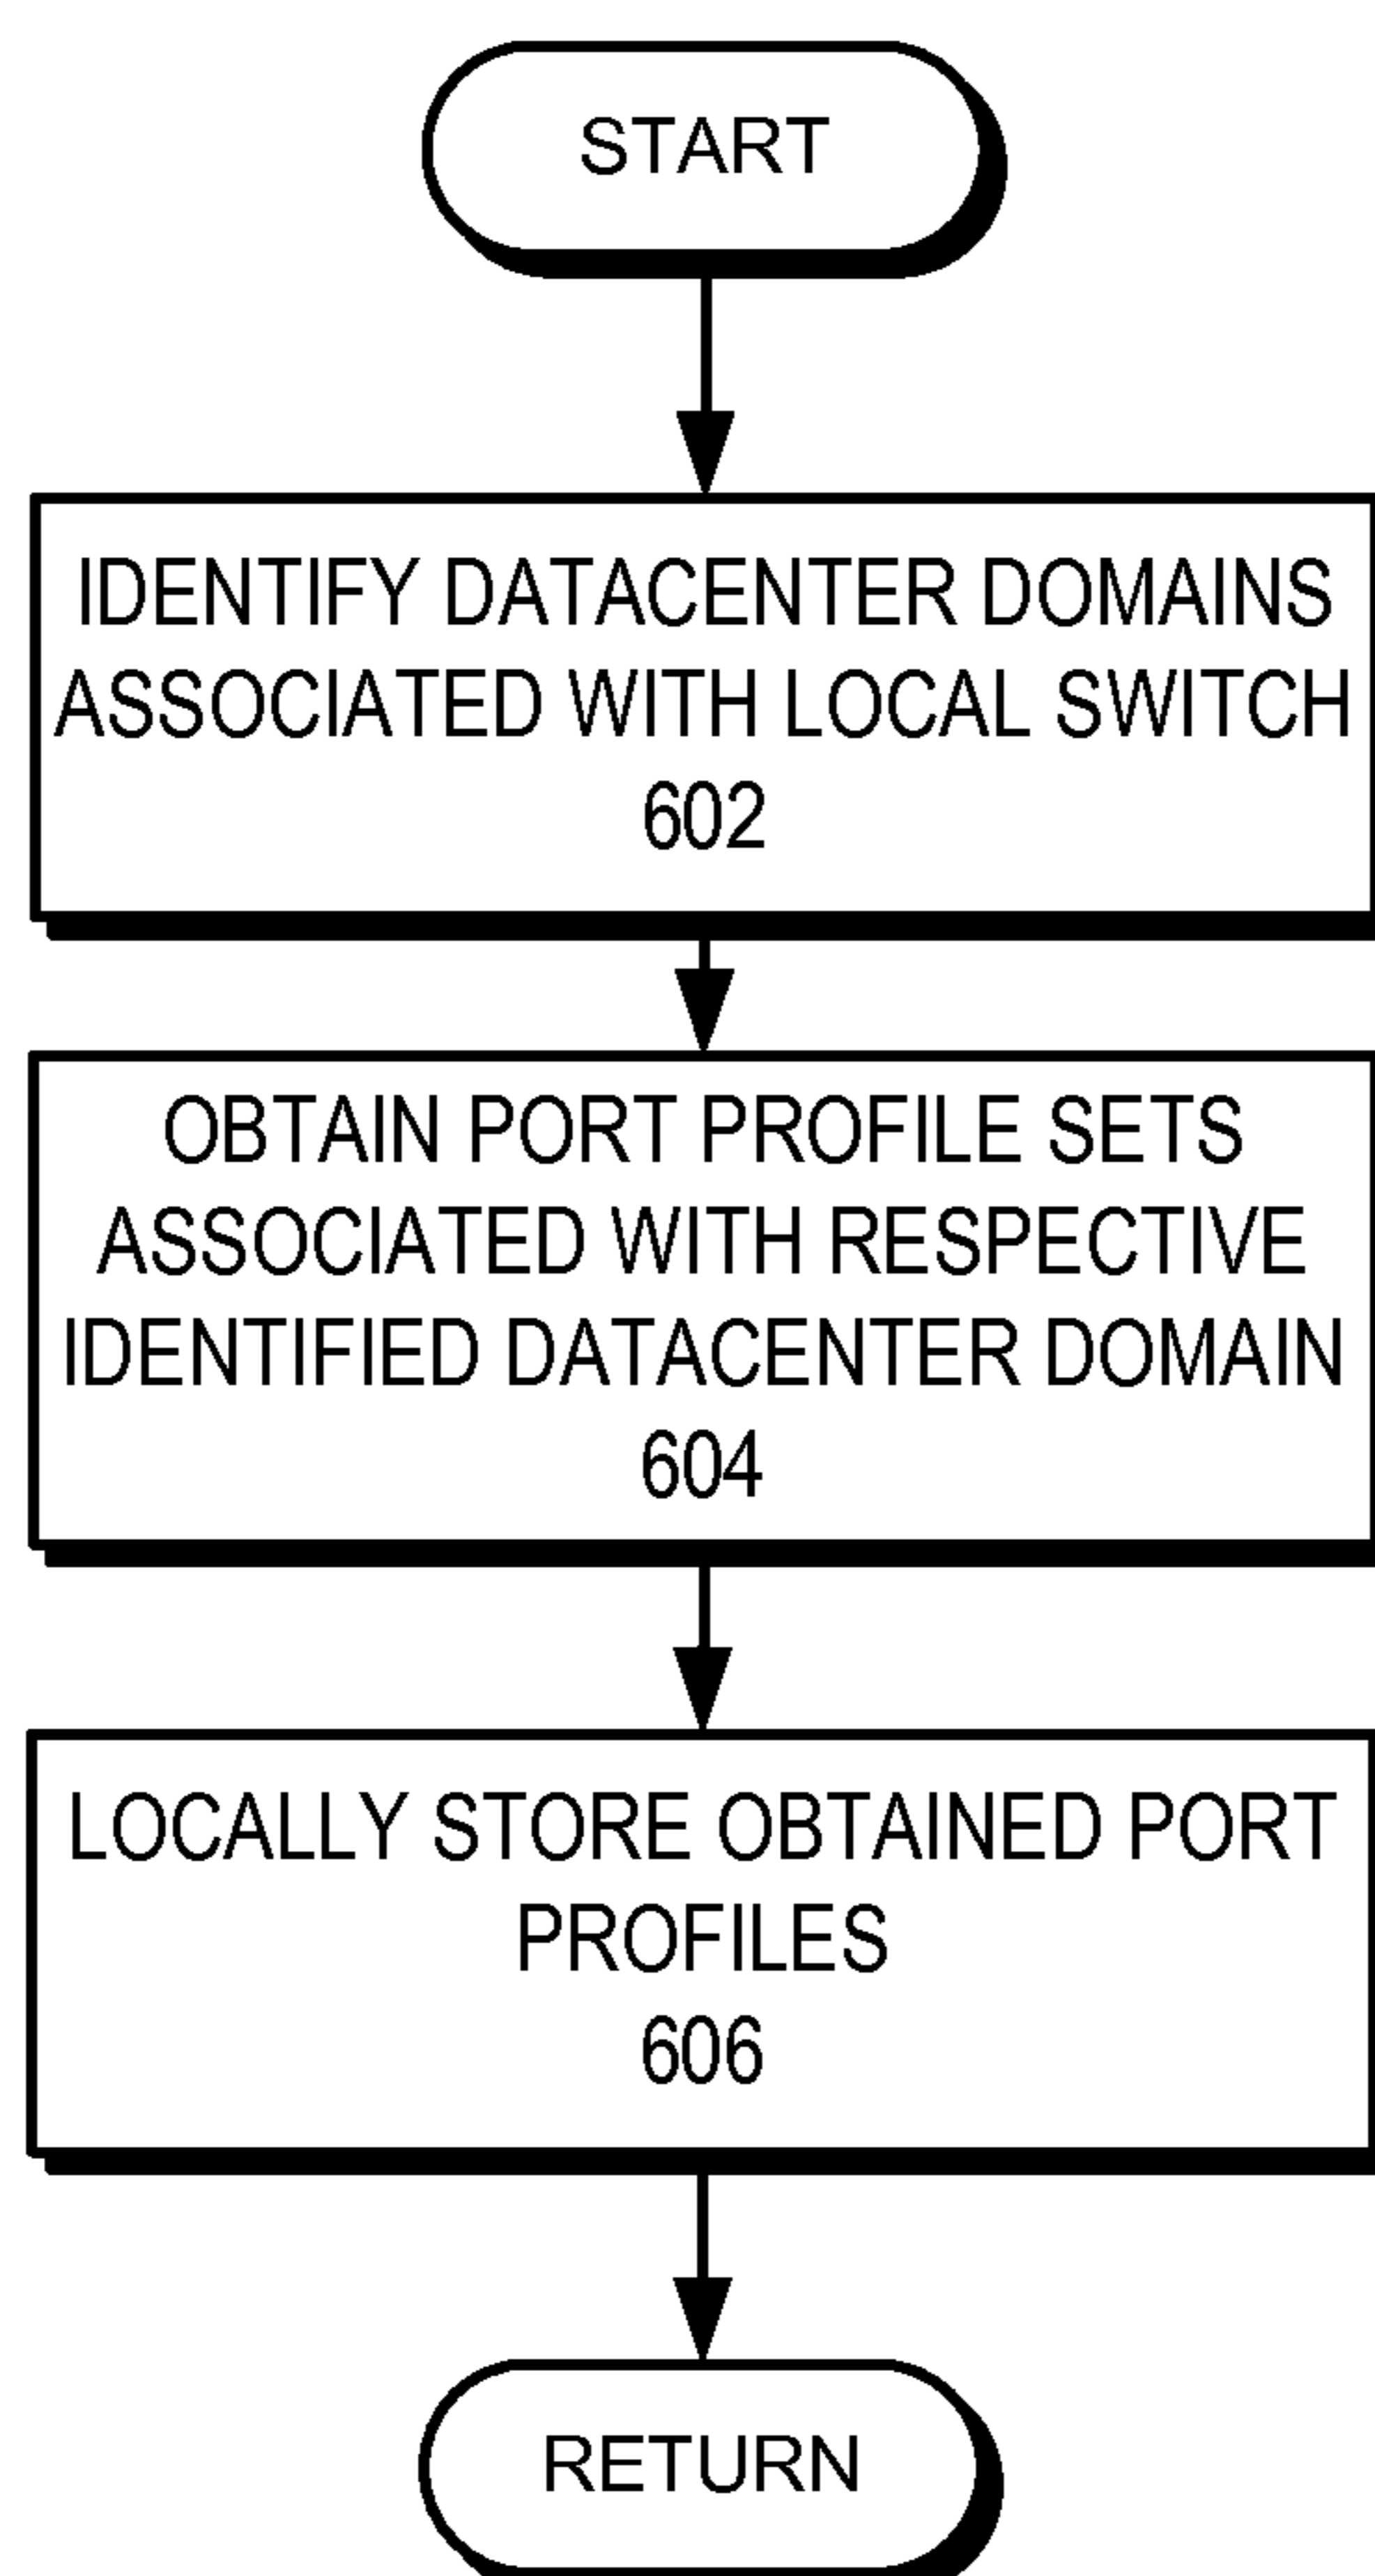 START
IDENTIFY DATACENTER DOMAINS
ASSOCIATED WITH LOCAL SWITCH
602
OBTAIN PORT PROFILE SETS
ASSOCIATED WITH RESPECTIVE
IDENTIFIED DATACENTER DOMAIN
604
LOCALLY STORE OBTAINED PORT
PROFILES
606
RETURN